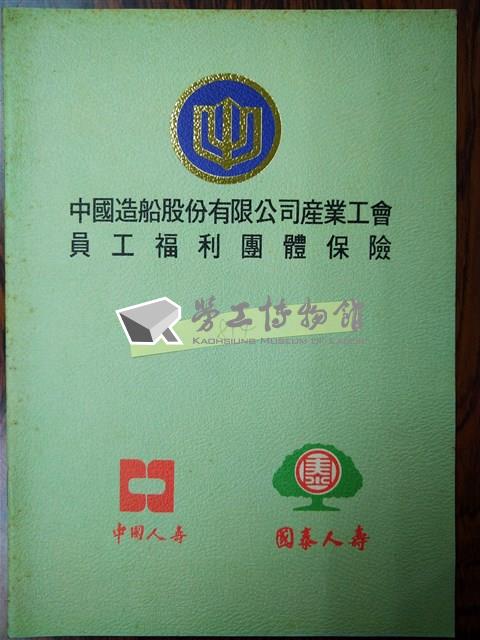 中國造船股份有限公司産業工會
員工福利團體保險
勞工博物館
KAOHSIUNG MUSEUM OF LABOR
中國人壽
國泰人壽